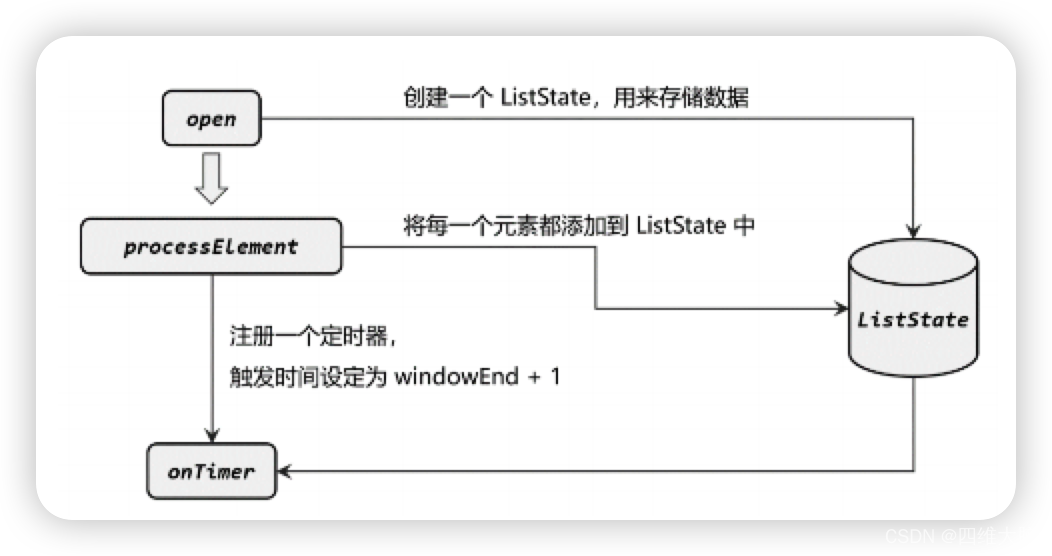 创建一个 ListState，用来存储数据
open
将每一个元素都添加到 ListState 中
processElement
ListState
注册一个定时器，
触发时间设定为 windowEnd + 1
onTimer
CSDN @四维